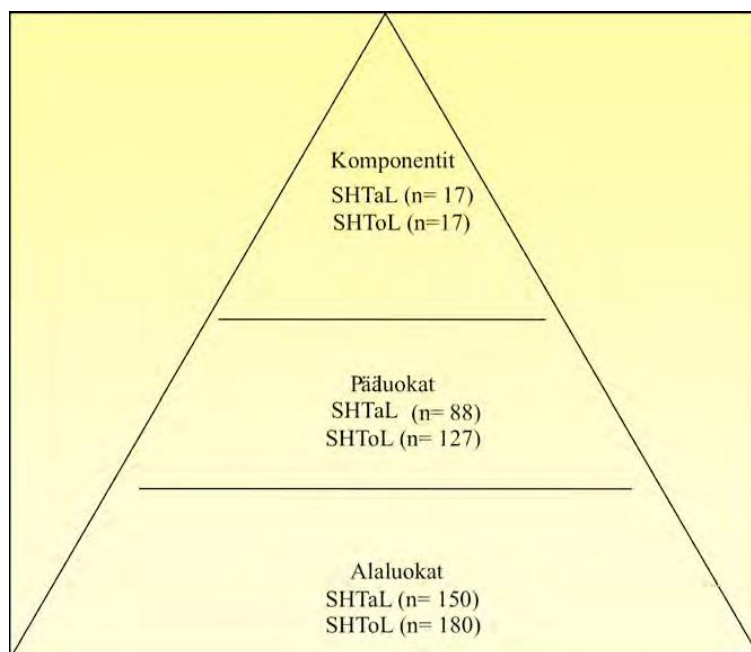 Komponentit
SHTaL (n= 17)
SHToL (n=17)
Pääluokat
SHTaL (n= 88)
SHToL (n= 127)
Alaluokat
SHTaL (n= 150)
SHToL (n= 180)